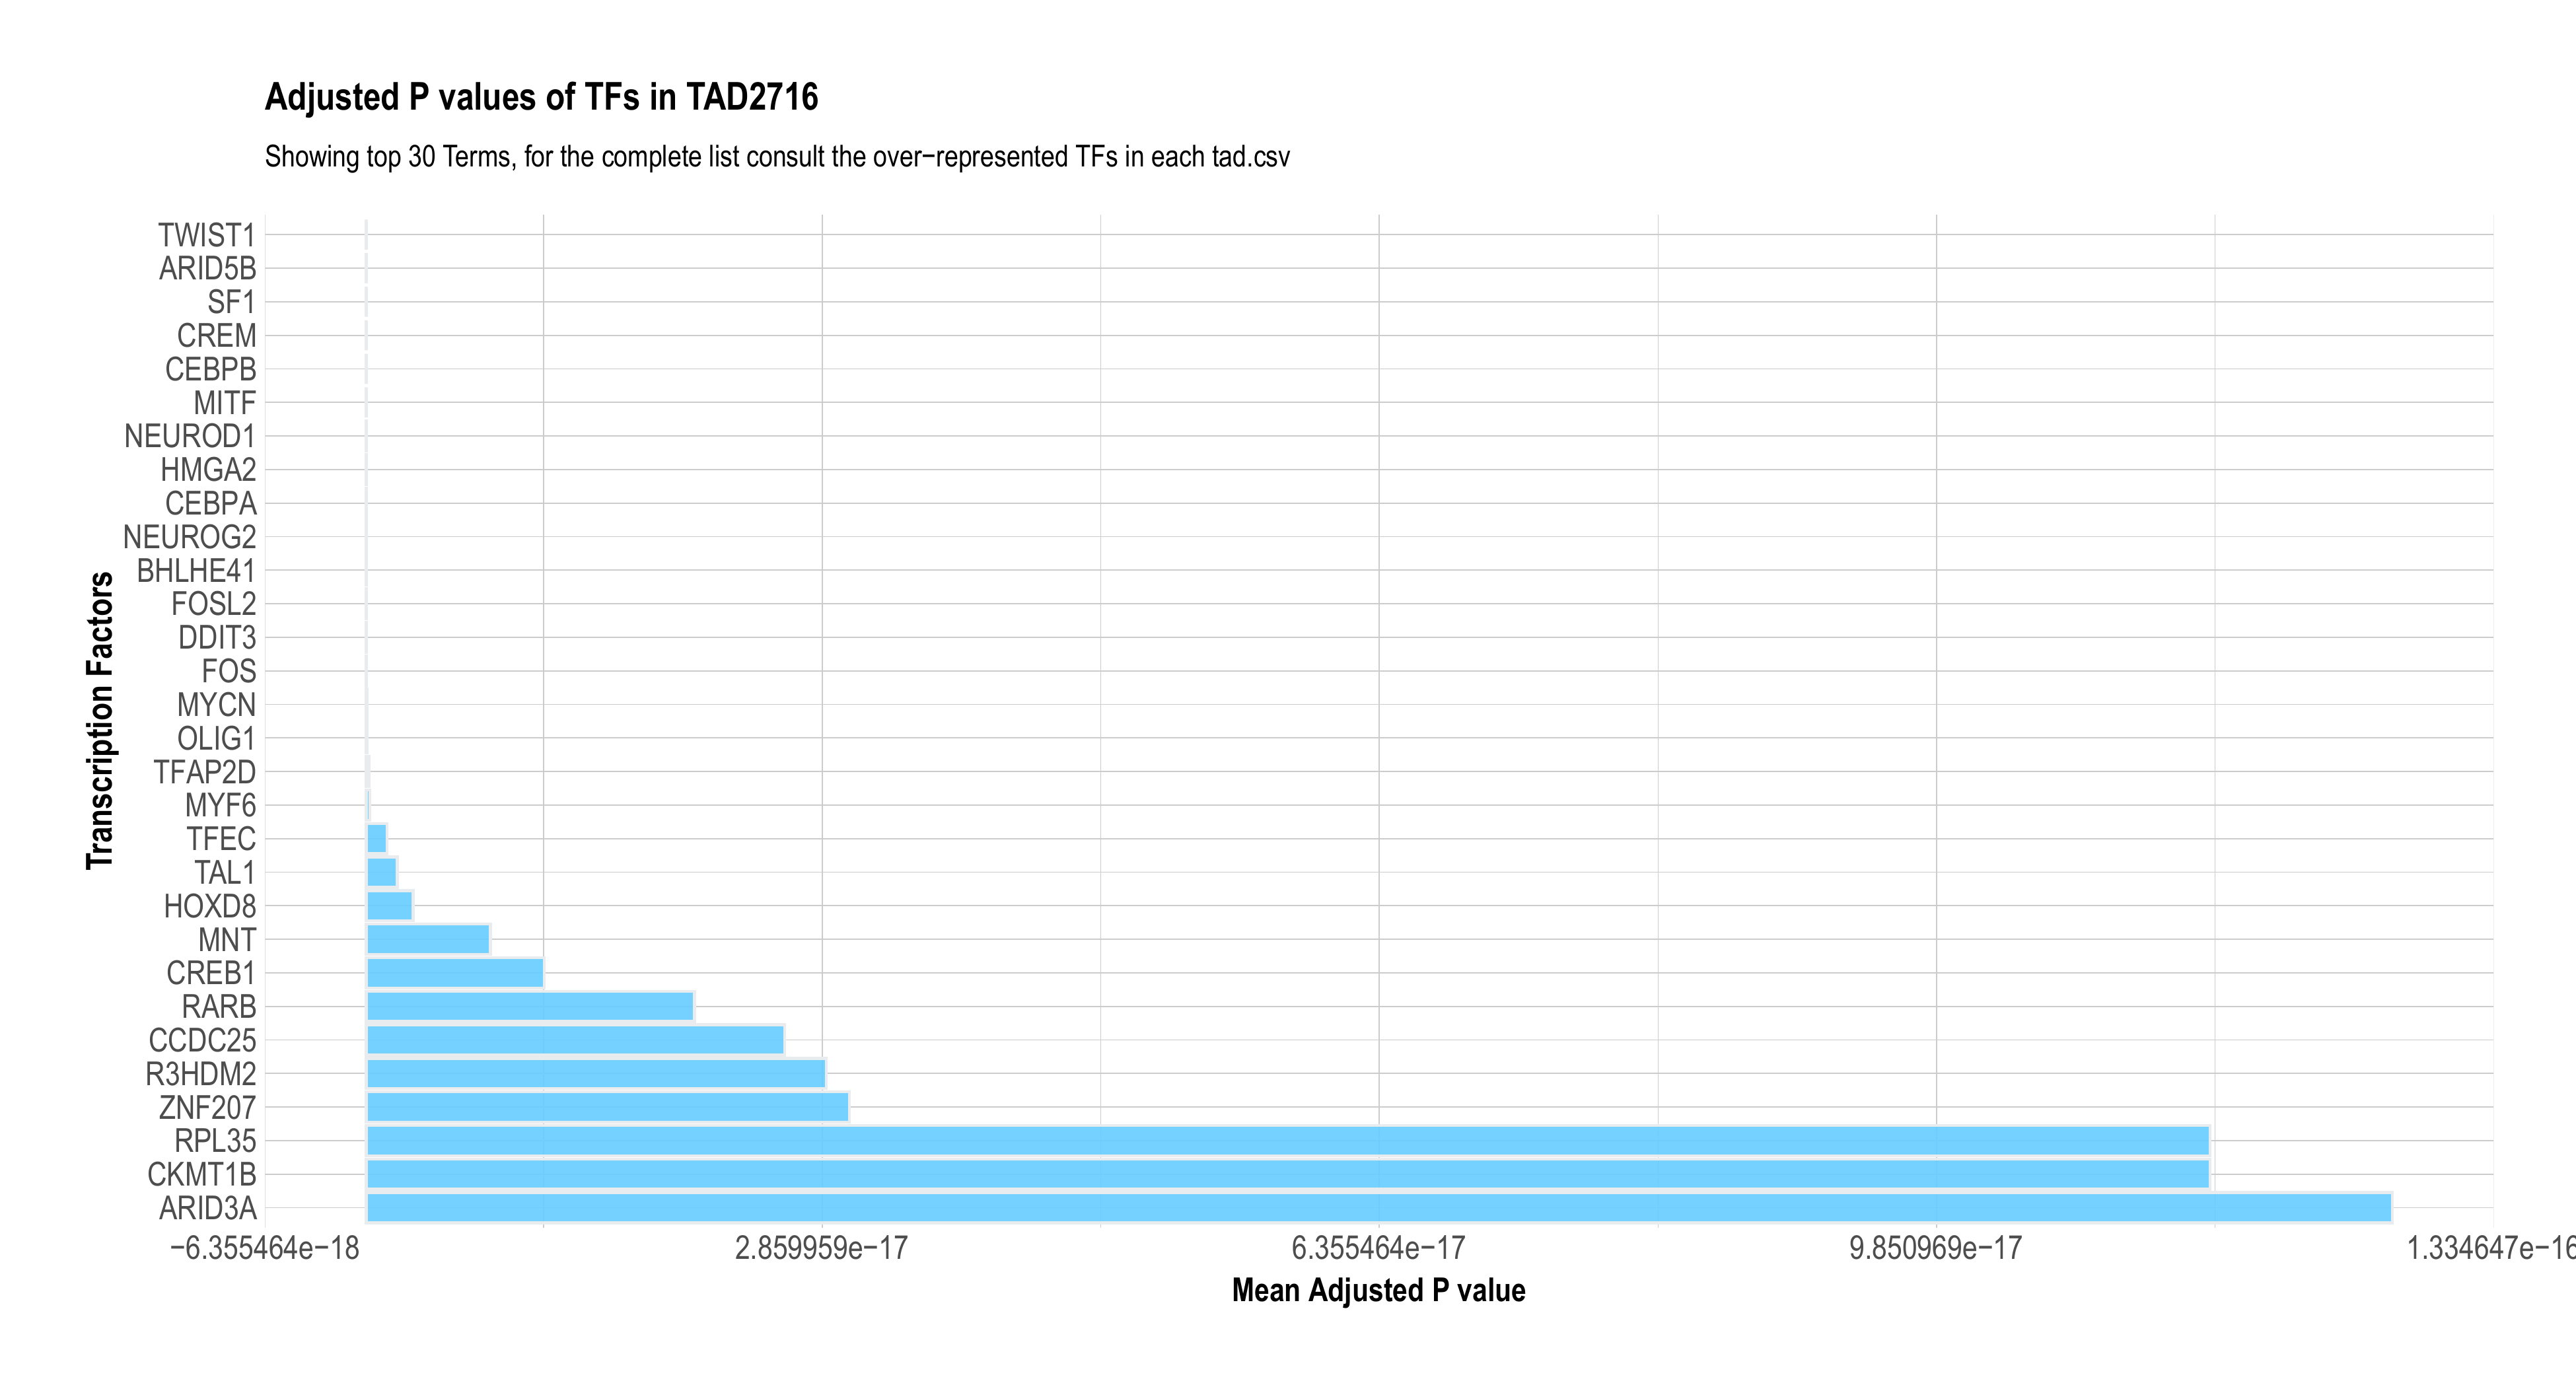 Adjusted P values of TFs in TAD2716
Showing top 30 Terms, for the complete list consult the over−represented TFs in each tad.csv
Transcription Factors
TWIST1
ARID5B
SF1
CREM
CEBPB
MITF
NEUROD1
HMGA2
CEBPA
NEUROG2
BHLHE41
FOSL2
DDIT3
FOS
MYCN
OLIG1
TFAP2D
MYF6
TFEC
TAL1
HOXD8
MNT
CREB1
RARB
CCDC25
R3HDM2
ZNF207
RPL35
CKMT1B
ARID3A
−6.355464e−18 2.859959e−17 6.355464e−17 9.850969e−17 1.334647e−16
Mean Adjusted P value